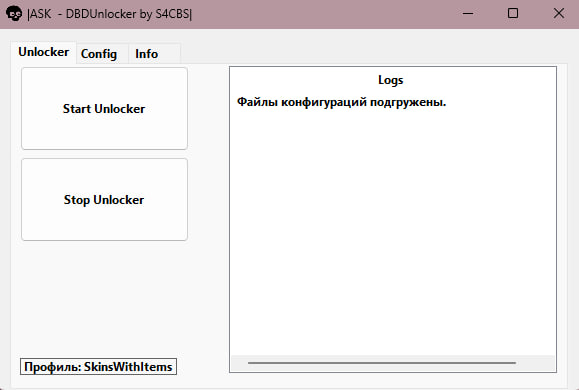 |ASK - DBDUnlocker by S4CBS|
Unlocker Config Info
Start Unlocker
Stop Unlocker
Logs
Файлы конфигураций подгружены.
Профиль: SkinsWithItems